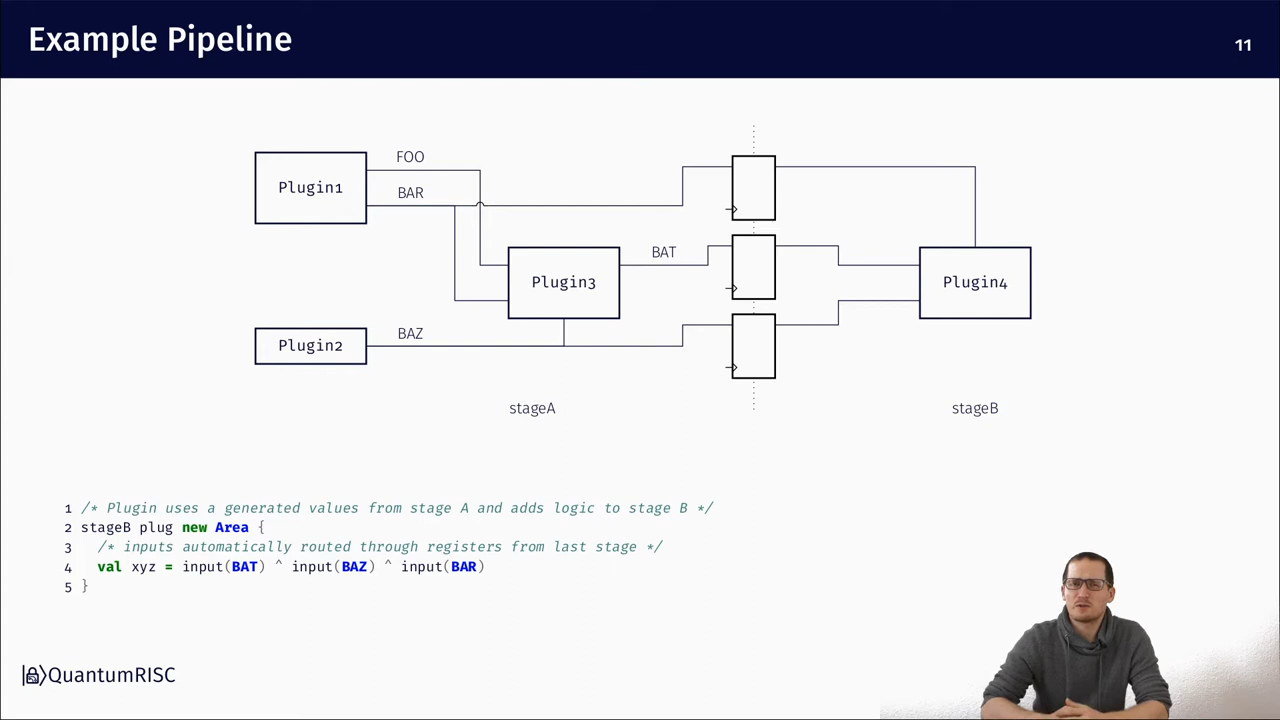 Example Pipeline
11
FOO
Plugin1
BAR
BAT
Plugin3
Plugin4
BAZ
Plugin2
stageA
stageB
1 /* Plugin uses a generated values from stage A and adds logic to stage B */
2 stageB plug new Area {
3 /* inputs automatically routed through registers from last stage */
4 val xyz = input(BAT) ^ input(BAZ) ^ input(BAR)
5 }
QuantumRISC